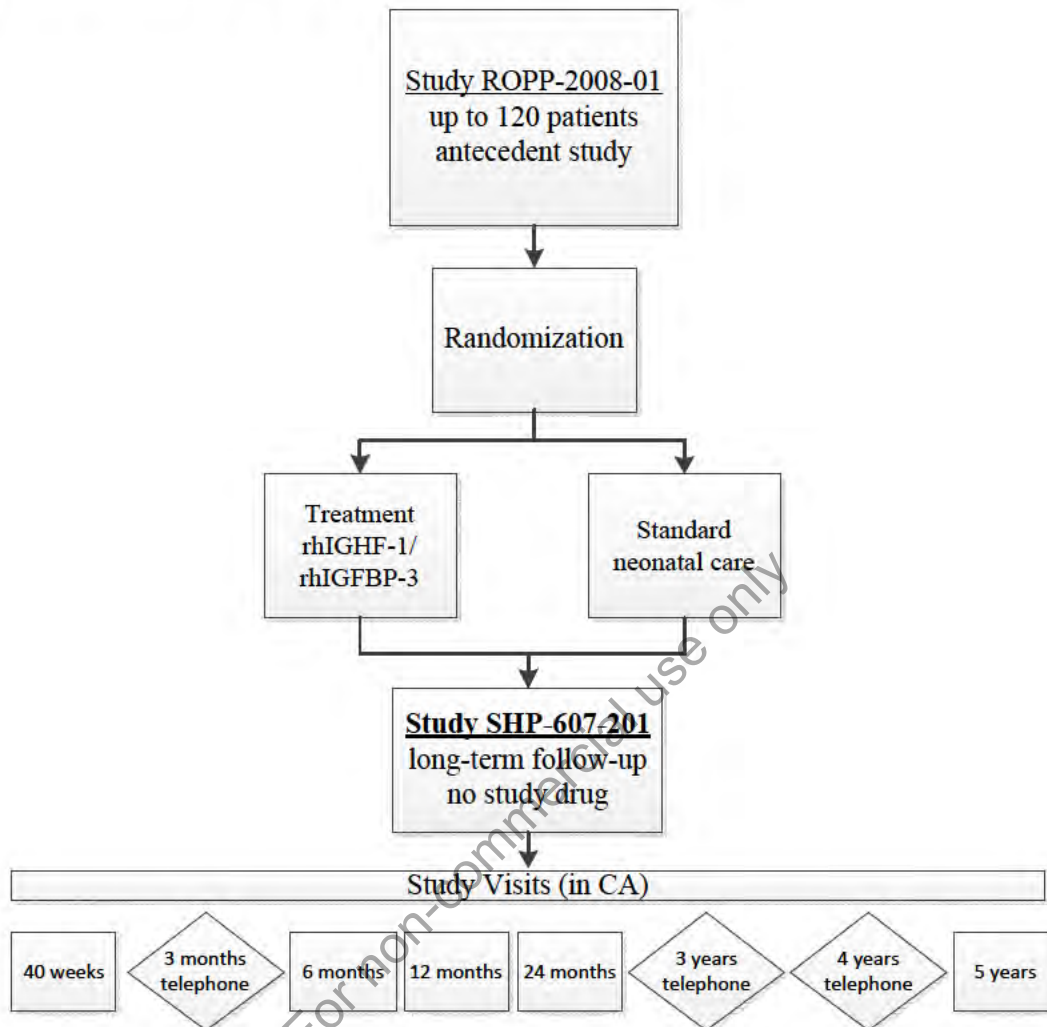 Study ROPP-2008-01
up to 120 patients
antecedent study
Randomization
Treatment
rhIGHF-1/
rhIGFBP-3
Standard
neonatal care
Study SHP-607-201
long-term follow-up
no study drug
Study Visits (in CA)
40 weeks
3 months
telephone
6 months
12 months
24 months
3 years
telephone
4 years
telephone
5 years
For non-commercial use only